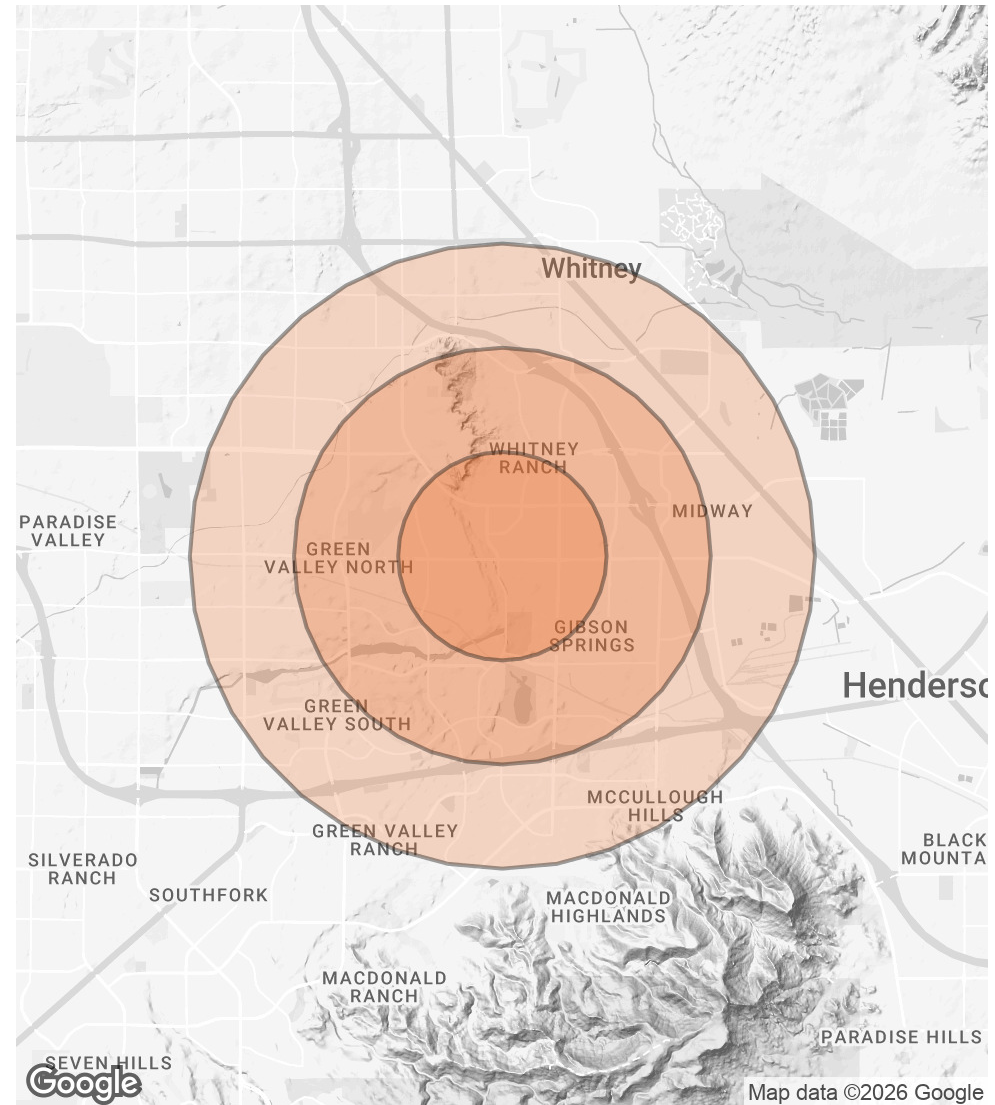 Whitney
WHITNEY
RANCH
PARADISE
VALLEY
MIDWAY
GREEN
VALLEY NORTH
GIBSON
SPRINGS
Henderso
GREEN
VALLEY SOUTH
MCCULLOUGH
HILLS
GREEN VALLEY
RANCH
BLACK
MOUNTA
SILVERADO
RANCH
SOUTHFORK
MACDONALD
HIGHLANDS
MACDONALD
RANCH
PARADISE HILLS
SEVEN HILLS
Google
Map data ©2026 Google